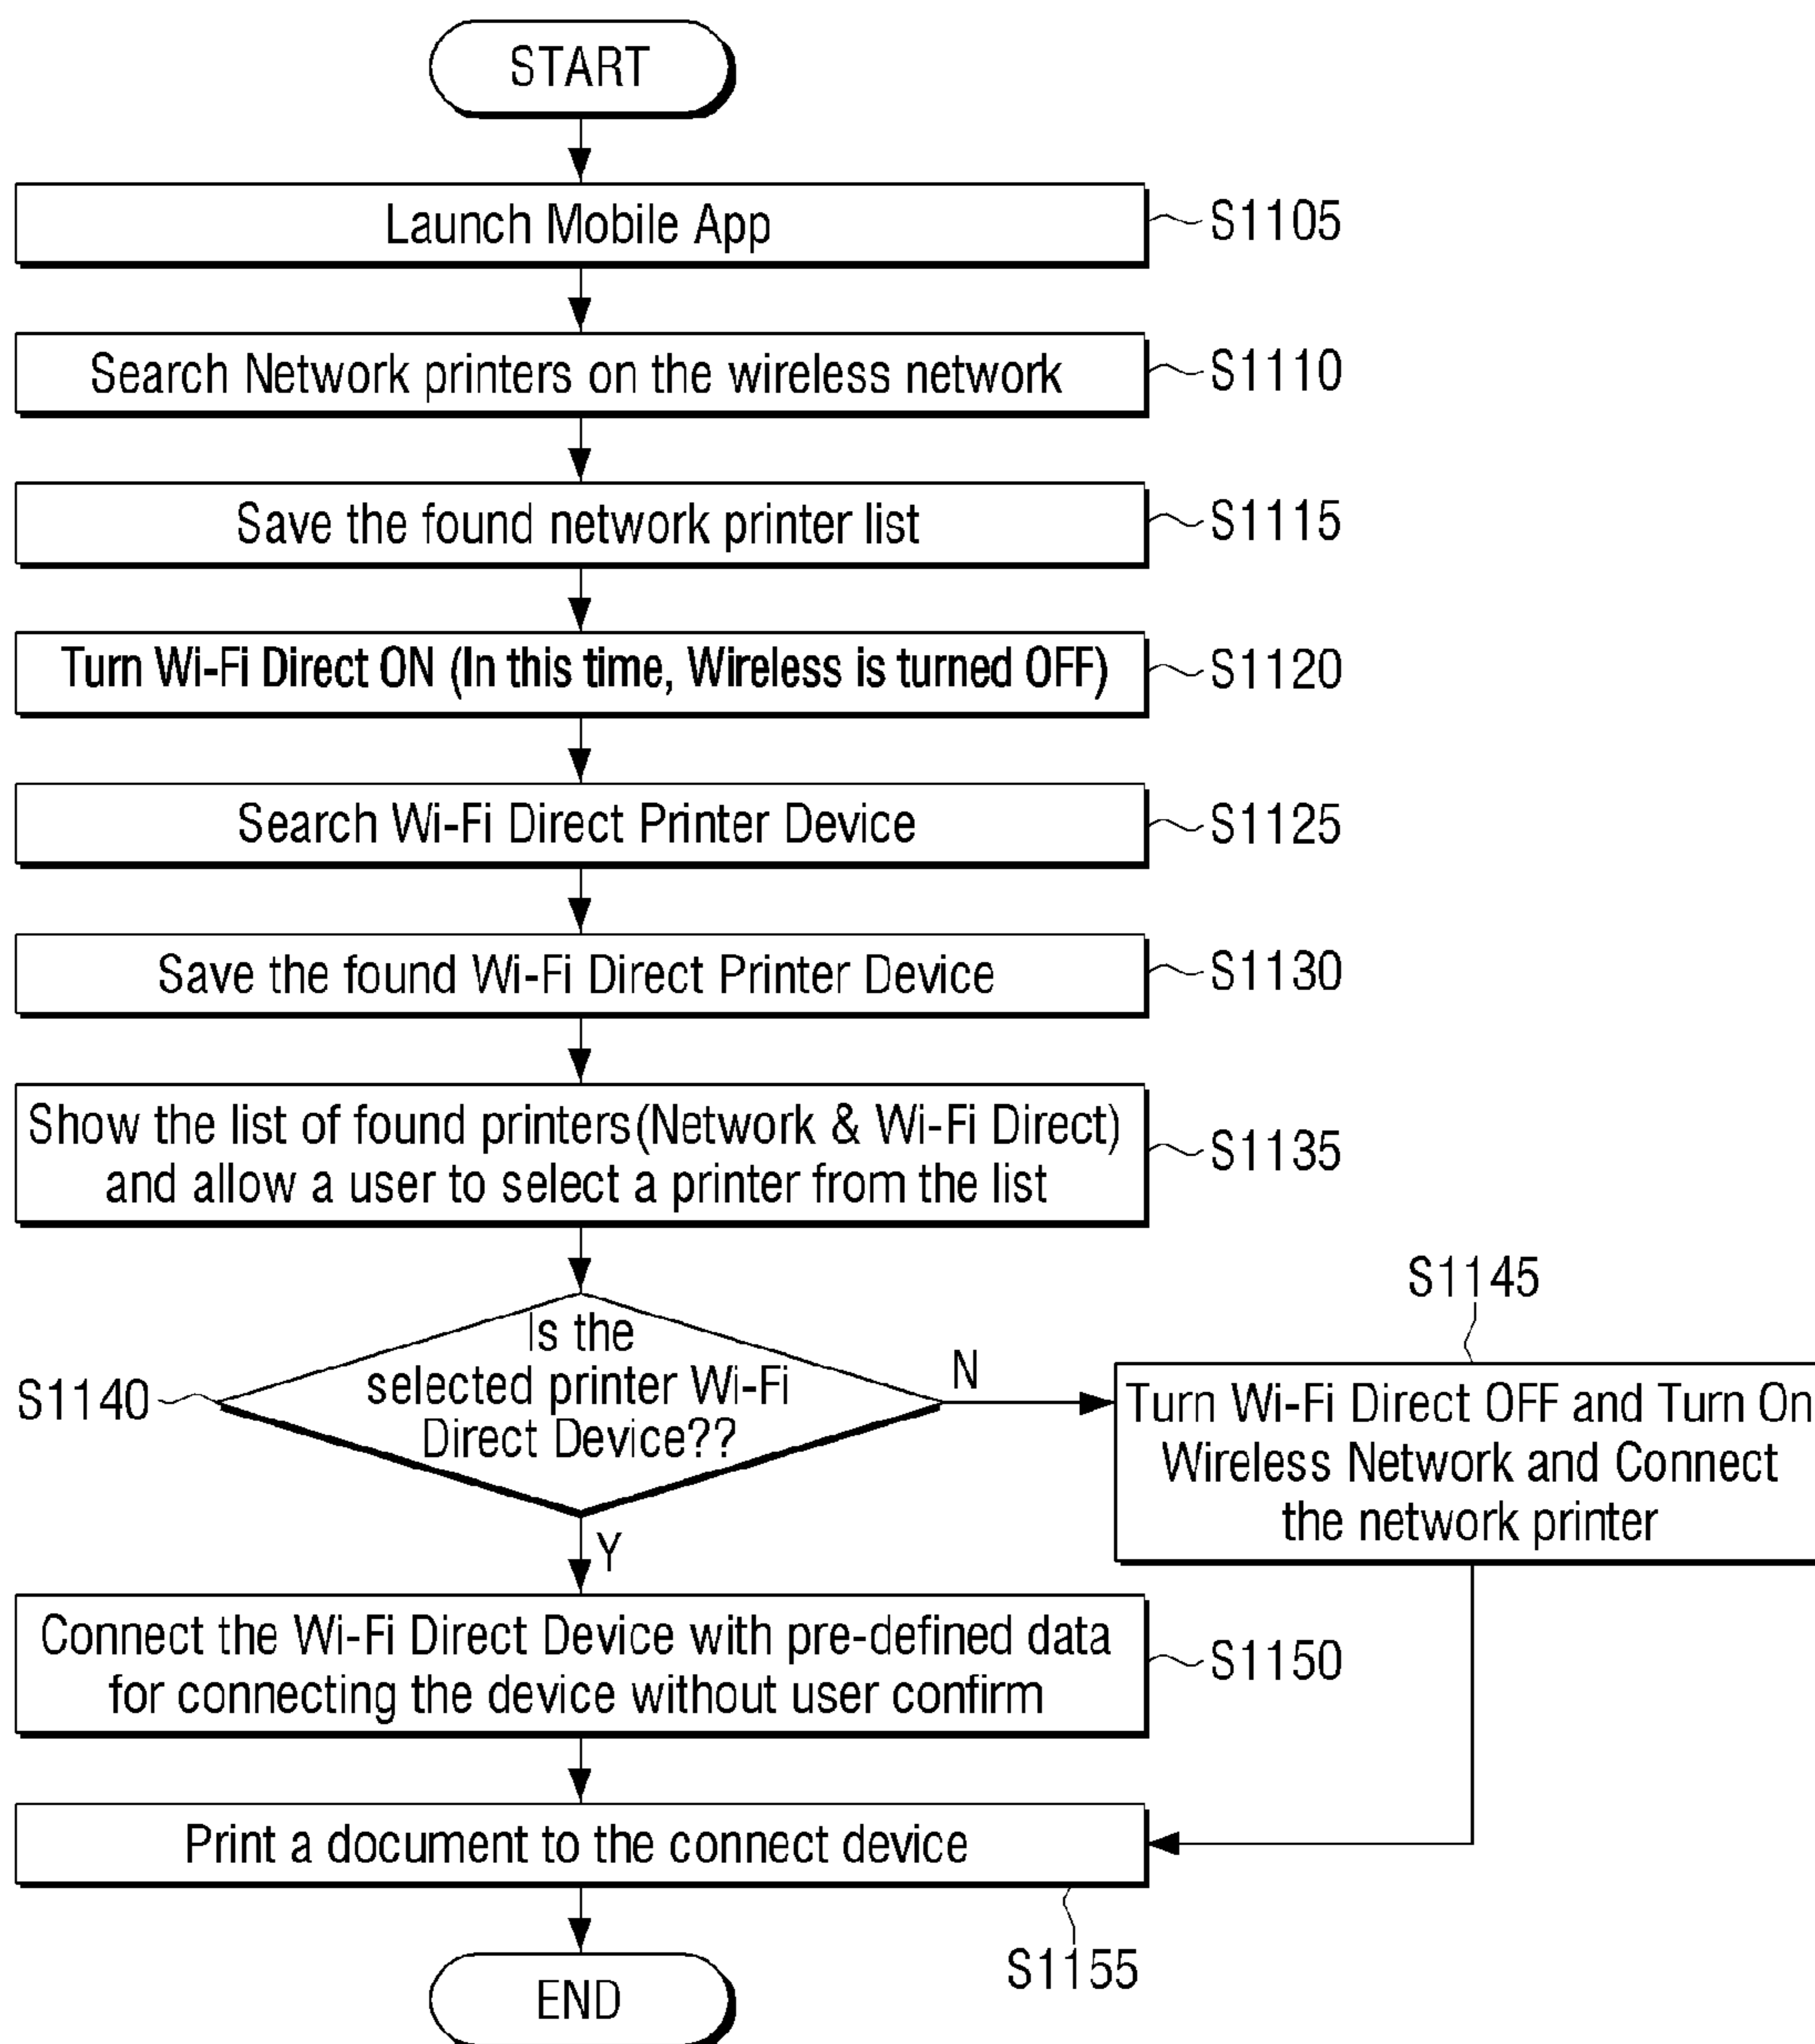 START
Launch Mobile App
S1105
Search Network printers on the wireless network
S1110
Save the found network printer list
S1115
Turn Wi-Fi Direct ON (In this time, Wireless is turned OFF)
S1120
Search Wi-Fi Direct Printer Device
S1125
Save the found Wi-Fi Direct Printer Device
S1130
Show the list of found printers(Network & Wi-Fi Direct)
and allow a user to select a printer from the list
S1135
S1140
Is the
selected printer Wi-Fi
Direct Device??
N
S1145
Turn Wi-Fi Direct OFF and Turn On
Wireless Network and Connect
the network printer
Y
Connect the Wi-Fi Direct Device with pre-defined data
for connecting the device without user confirm
S1150
Print a document to the connect device
S1155
END